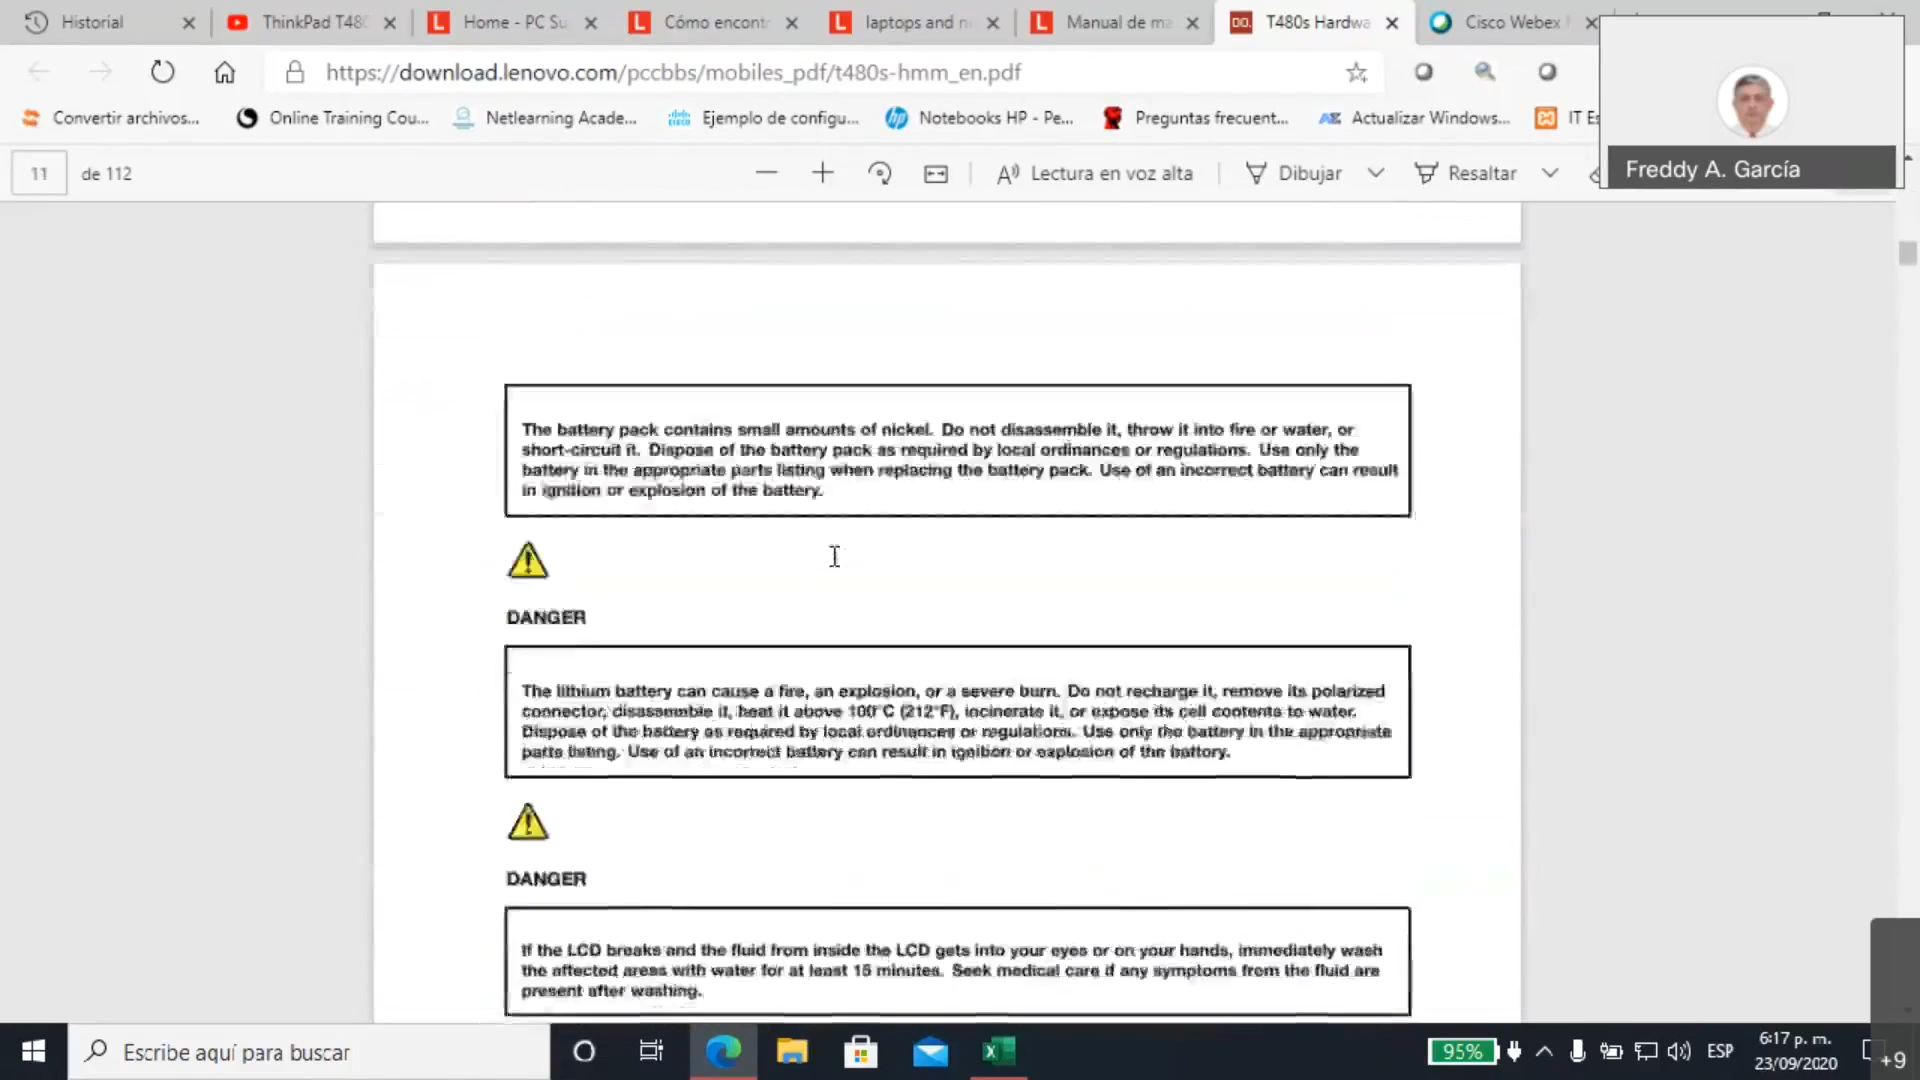 Historial
ThinkPad T480
Home - PC Su
Cómo encont
laptops and n
Manual de ma
T480s Hardwa
Cisco Webex
https://download.lenovo.com/pccbbs/mobiles_pdf/t480s-hmm_en.pdf
Convertir archivos...
Online Training Cou...
Netlearning Acade...
Ejemplo de configu...
Notebooks HP - Pe...
Preguntas frecuent...
Actualizar Windows...
IT Es
11 de 112
Lectura en voz alta
Dibujar
Resaltar
Freddy A. García
The battery pack contains small amounts of nickel. Do not disassemble it, throw it into fire or water, or
short-circuit it. Dispose of the battery pack as required by local ordinances or regulations. Use only the
battery in the appropriate parts listing when replacing the battery pack. Use of an incorrect battery can result
in ignition or explosion of the battery.
DANGER
The lithium battery can cause a fire, an explosion, or a severe burn. Do not recharge it, remove its polarized
connector, disassemble it, heat it above 100°C (212°F), incinerate it, or expose its cell contents to water.
Dispose of the battery as required by local ordinances or regulations. Use only the battery in the appropriate
parts listing. Use of an incorrect battery can result in ignition or explosion of the battery.
DANGER
If the LCD breaks and the fluid from inside the LCD gets into your eyes or on your hands, immediately wash
the affected areas with water for at least 15 minutes. Seek medical care if any symptoms from the fluid are
present after washing.
Escribe aquí para buscar
95%
ESP
6:17 p. m.
23/09/2020
+9